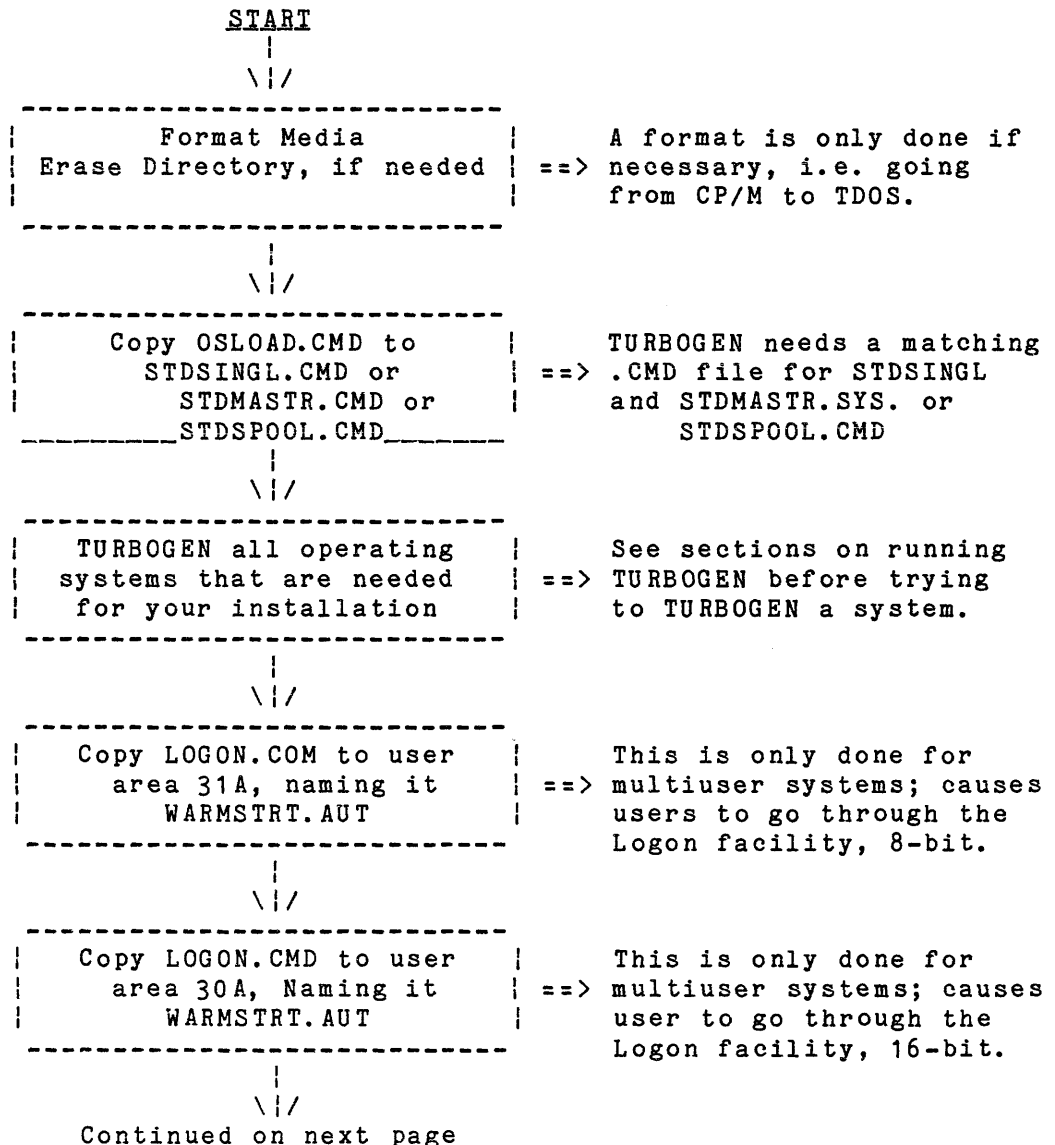 START
Format Media
Erase Directory, if needed
==> A format is only done if
necessary, i.e. going
from CP/M to TDOS.
Copy OSLOAD.CMD to
STDSINGL.CMD or
STDMASTR.CMD or
STDSPOOL.CMD
TURBOGEN needs a matching
==> .CMD file for STDSINGL
and STDMASTR.SYS. or
STDSPOOL.CMD
TURBOGEN all operating
systems that are needed
for your installation
See sections on running
==> TURBOGEN before trying
to TURBOGEN a system.
Copy LOGON.COM to user
area 31A, naming it
WARMSTRT.AUT
This is only done for
==> multiuser systems; causes
users to go through the
Logon facility, 8-bit.
Copy LOGON.CMD to user
area 30A, Naming it
WARMSTRT.AUT
This is only done for
==> multiuser systems; causes
user to go through the
Logon facility, 16-bit.
Continued on next page